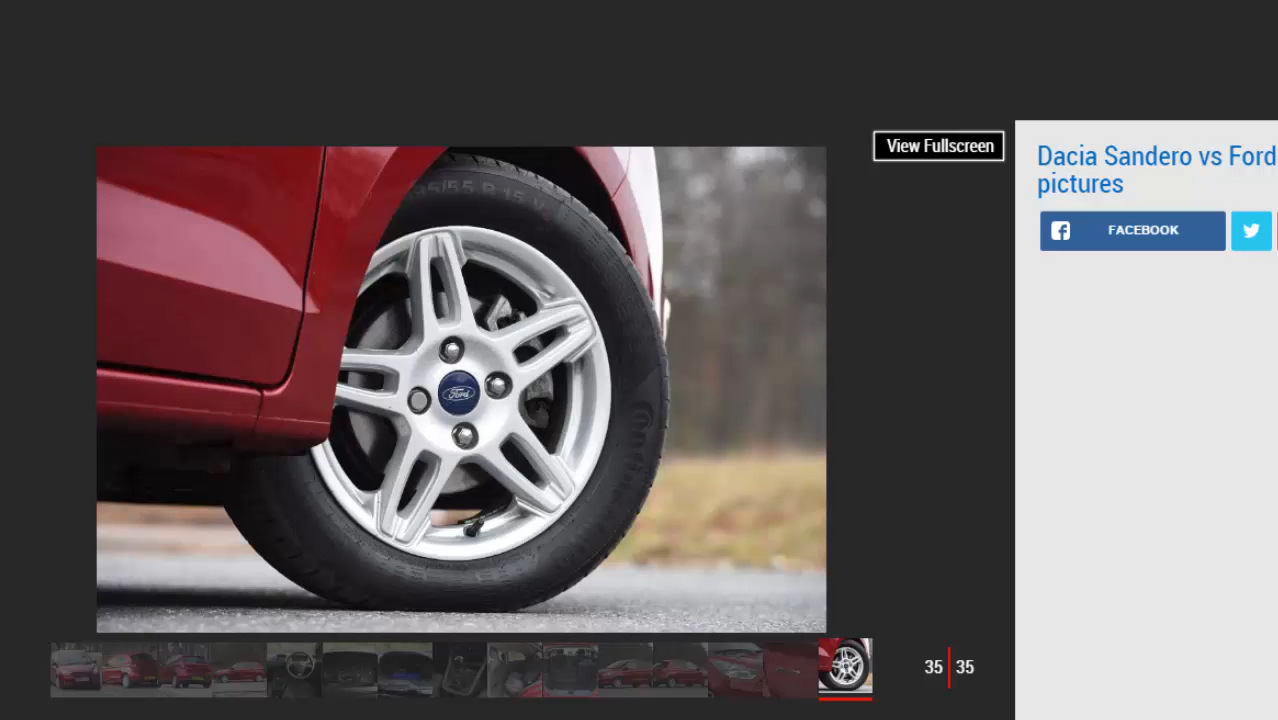 View Fullscreen
Dacia Sandero vs Ford
pictures
FACEBOOK
Ford
35 35